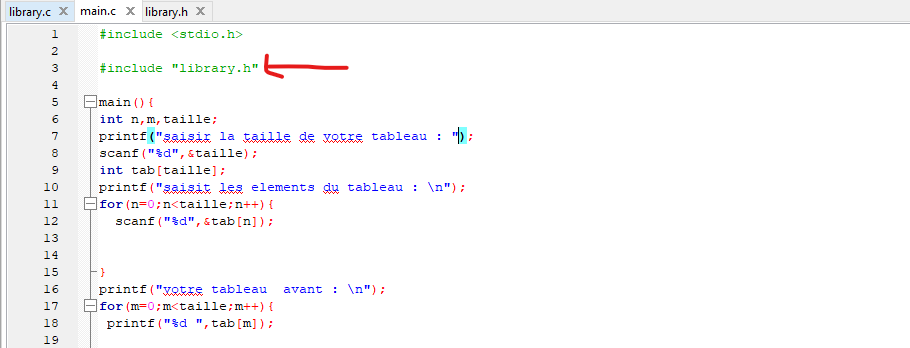 library.c main.c library.h
1 #include <stdio.h>
2
3 #include "library.h"
4
5 main(){
6 int n,m,taille;
7 printf("saisir la taille de votre tableau : ");
8 scanf("%d",&taille);
9 int tab[taille];
10 printf("saisit les elements du tableau : \n");
11 for(n=0;n<taille;n++){
12 scanf("%d",&tab[n]);
13
14
15 }
16 printf("votre tableau  avant : \n");
17 for(m=0;m<taille;m++){
18 printf("%d ",tab[m]);
19